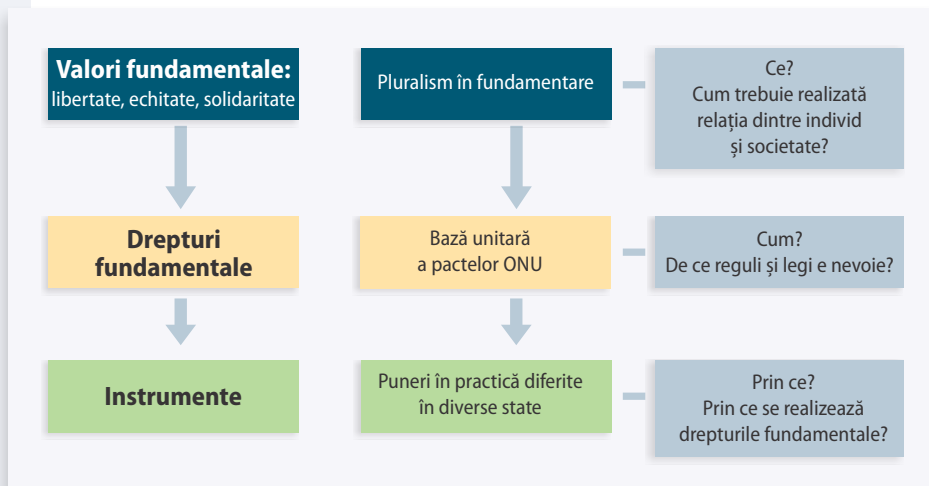 Valori fundamentale:
libertate, echitate, solidaritate
Pluralism în fundamentare
Ce?
Cum trebuie realizată
relația dintre individ
și societate?
Drepturi
fundamentale
Bază unitară
a pactelor ONU
Cum?
De ce reguli și legi e nevoie?
Instrumente
Puneri în practică diferite
în diverse state
Prin ce?
Prin ce se realizează
drepturile fundamentale?